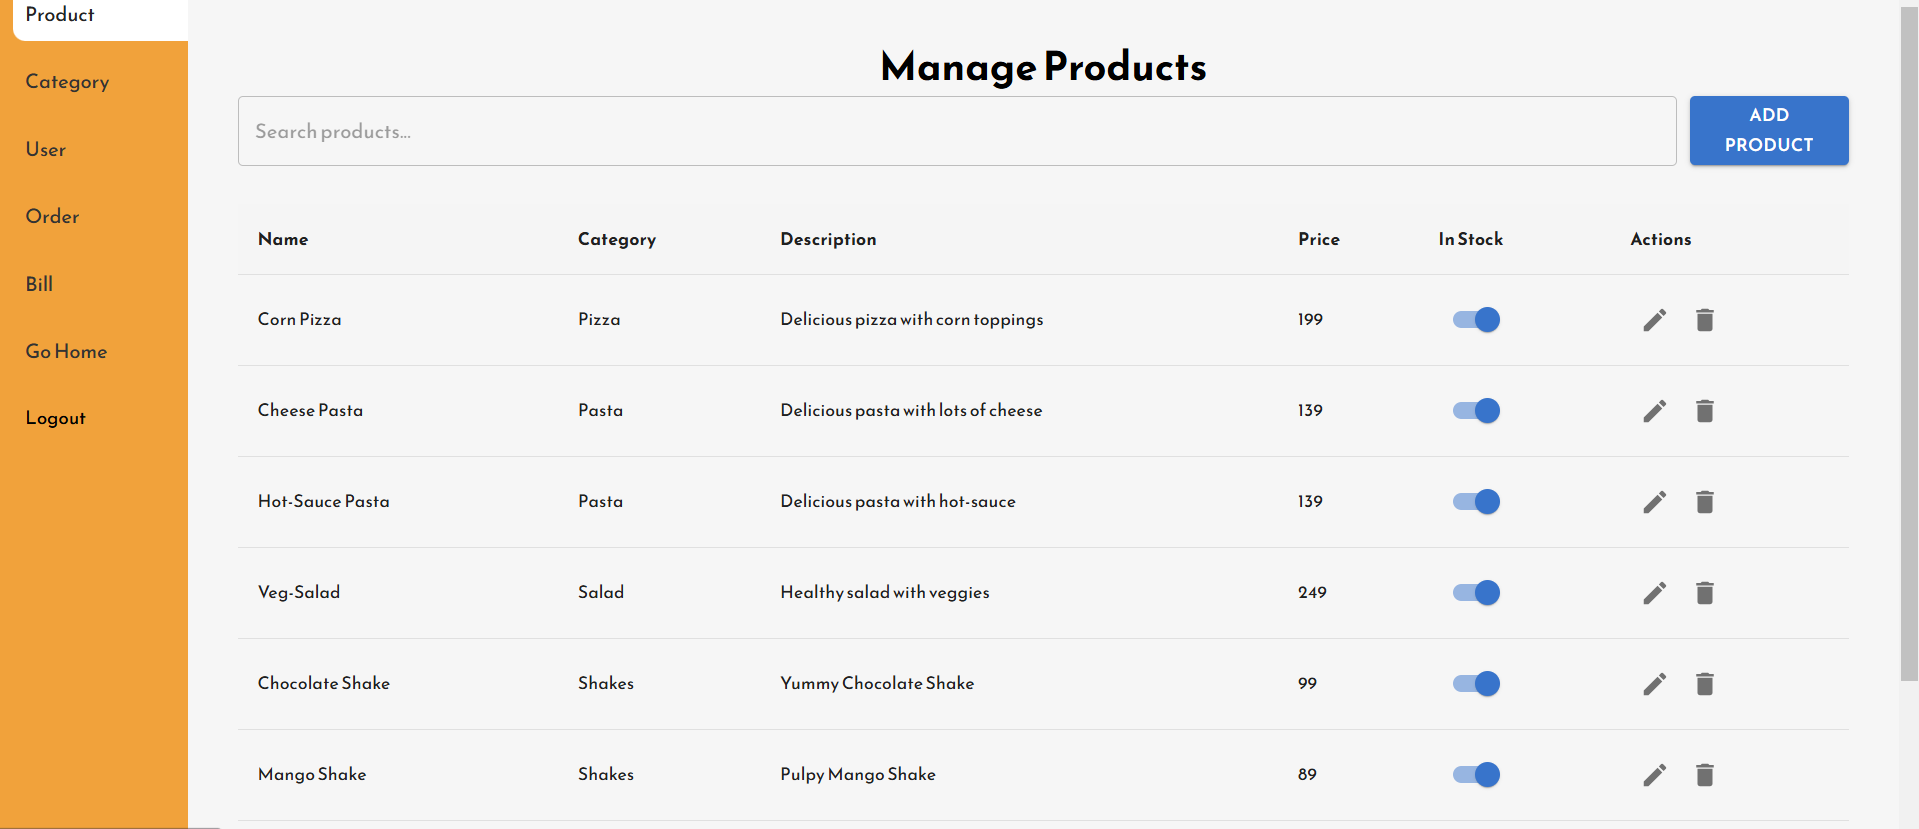 Product
Category
User
Order
Bill
Go Home
Logout
Manage Products
Search products...
ADD
PRODUCT
Name Category Description Price In Stock Actions
Corn Pizza Pizza Delicious pizza with corn toppings 199
Cheese Pasta Pasta Delicious pasta with lots of cheese 139
Hot-Sauce Pasta Pasta Delicious pasta with hot-sauce 139
Veg-Salad Salad Healthy salad with veggies 249
Chocolate Shake Shakes Yummy Chocolate Shake 99
Mango Shake Shakes Pulpy Mango Shake 89